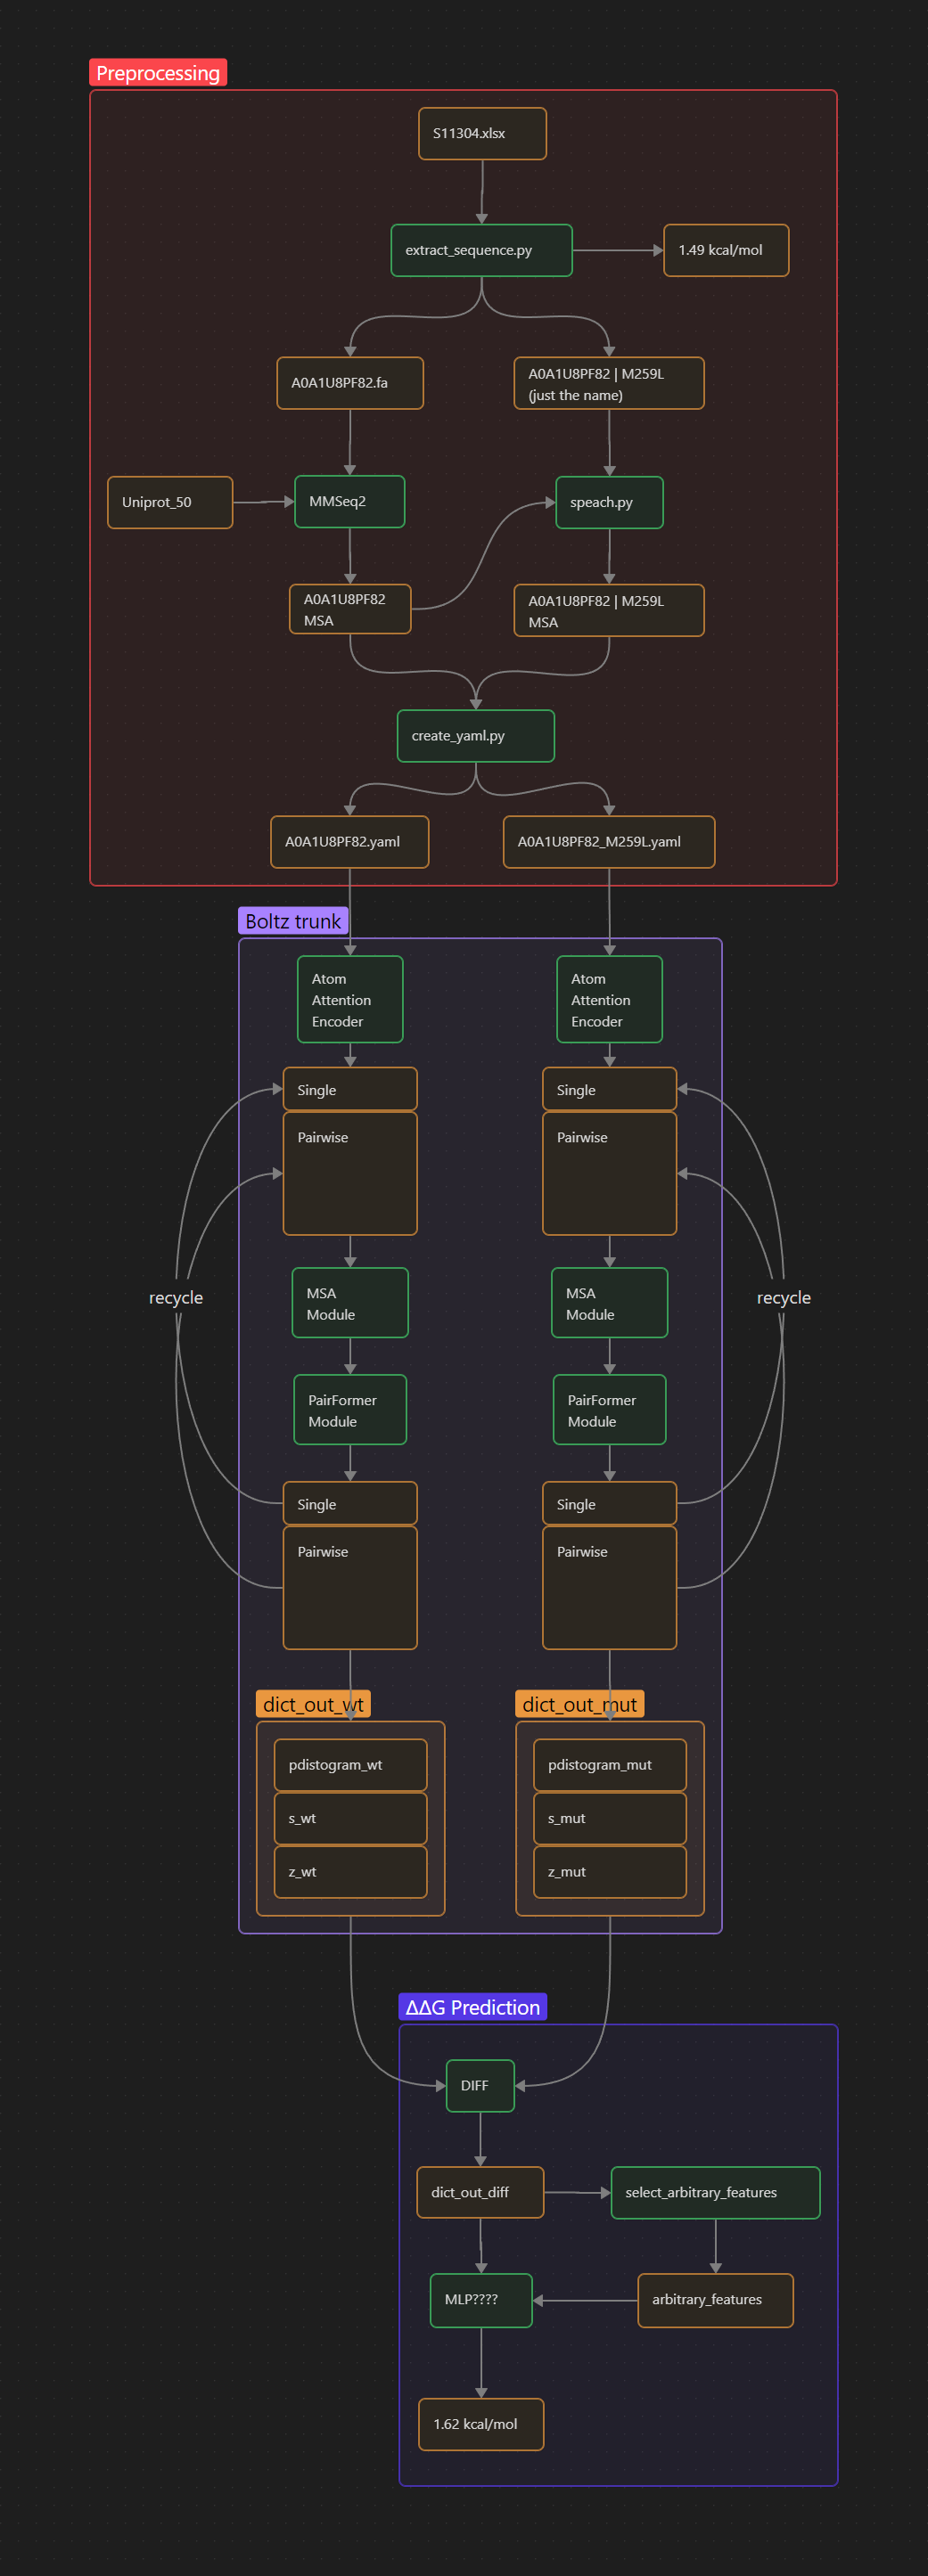 Preprocessing
S11304.xlsx
extract_sequence.py
1.49 kcal/mol
A0A1U8PF82.fa
A0A1U8PF82 | M259L
(just the name)
Uniprot_50
MMSeq2
speach.py
A0A1U8PF82
MSA
A0A1U8PF82 | M259L
MSA
create_yaml.py
A0A1U8PF82.yaml
A0A1U8PF82_M259L.yaml
Boltz trunk
Atom
Attention
Encoder
Atom
Attention
Encoder
Single
Pairwise
Single
Pairwise
recycle
recycle
MSA
Module
MSA
Module
PairFormer
Module
PairFormer
Module
Single
Pairwise
Single
Pairwise
dict_out_wt
pdistogram_wt
s_wt
z_wt
dict_out_mut
pdistogram_mut
s_mut
z_mut
ΔΔG Prediction
DIFF
dict_out_diff
select_arbitrary_features
MLP????
arbitrary_features
1.62 kcal/mol